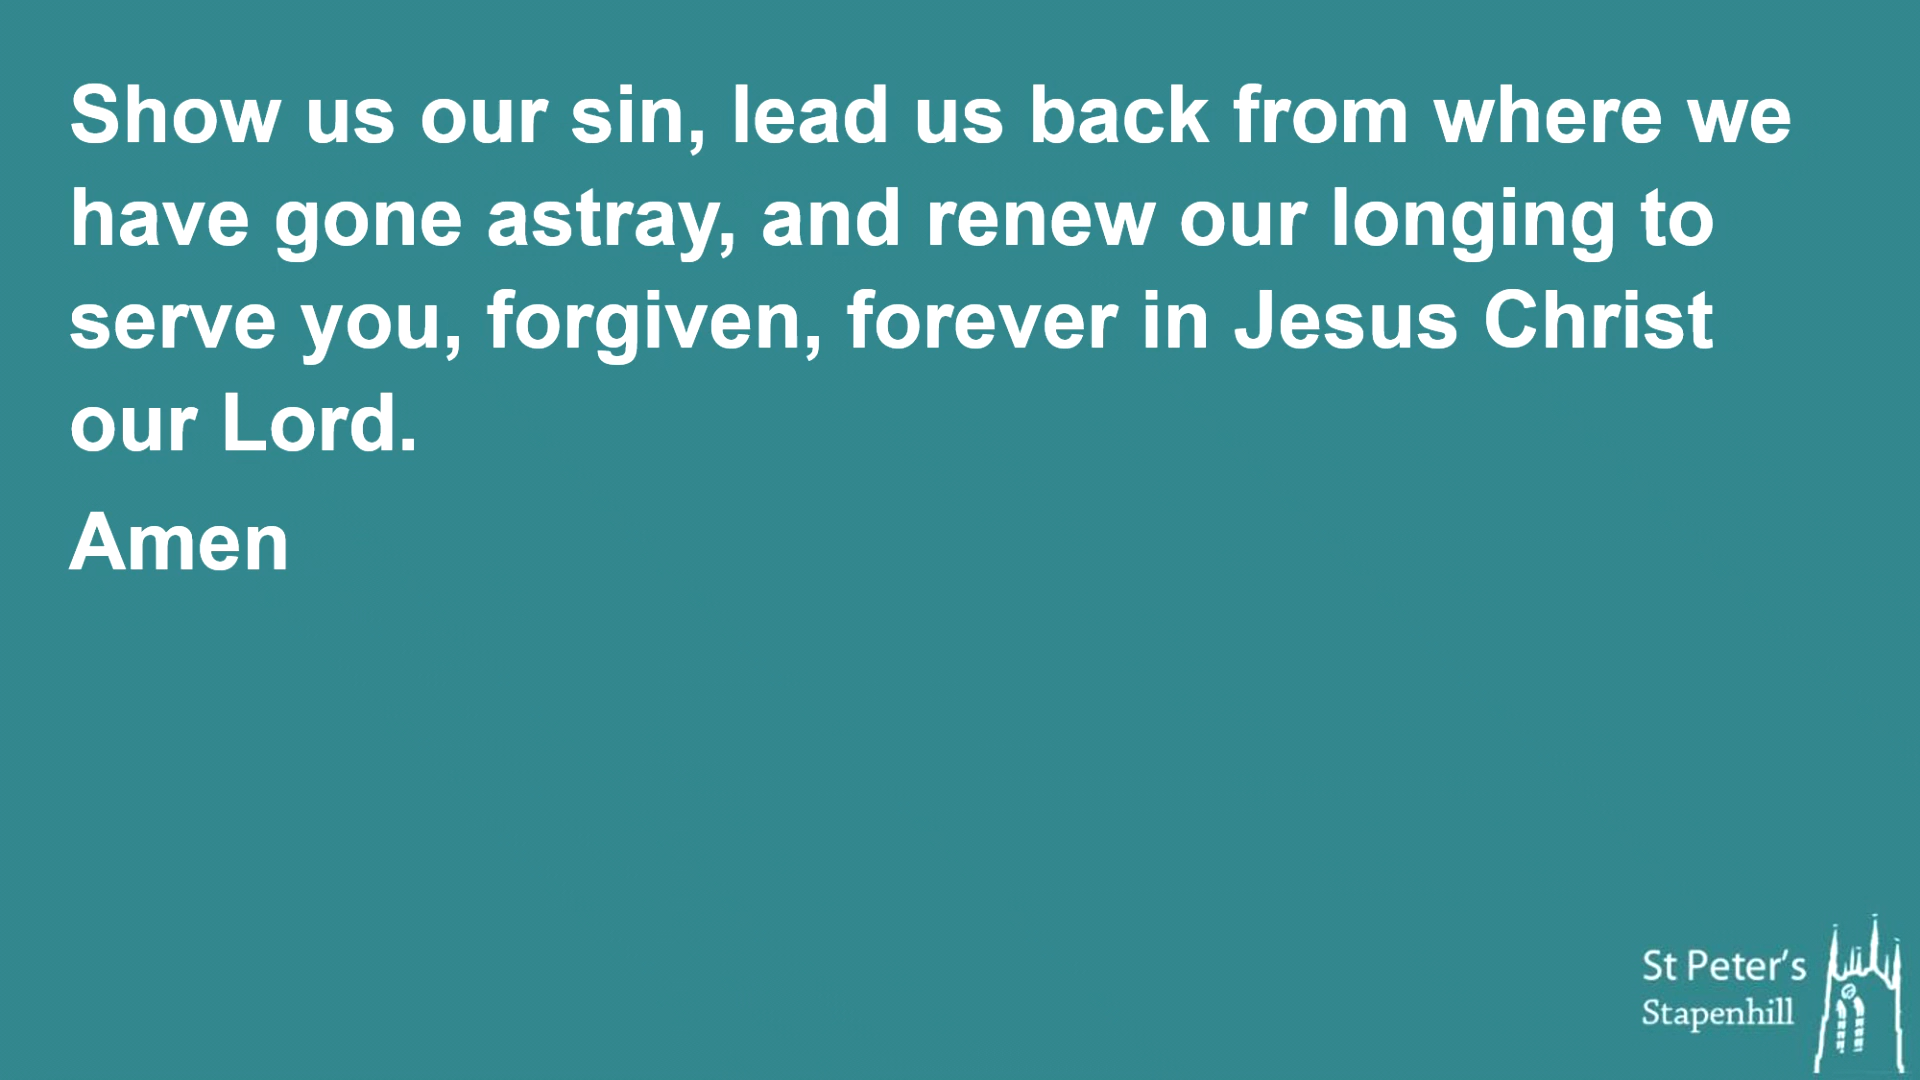 Show us our sin, lead us back from where we
have gone astray, and renew our longing to
serve you, forgiven, forever in Jesus Christ
our Lord.
Amen
St Peter's
Stapenhill